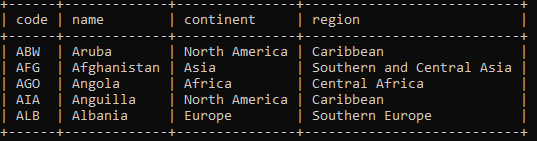 +------+-------------+---------------+---------------------------+
| code | name        | continent     | region                    |
+------+-------------+---------------+---------------------------+
| ABW  | Aruba       | North America | Caribbean                 |
| AFG  | Afghanistan | Asia          | Southern and Central Asia |
| AGO  | Angola      | Africa        | Central Africa            |
| AIA  | Anguilla    | North America | Caribbean                 |
| ALB  | Albania     | Europe        | Southern Europe           |
+------+-------------+---------------+---------------------------+